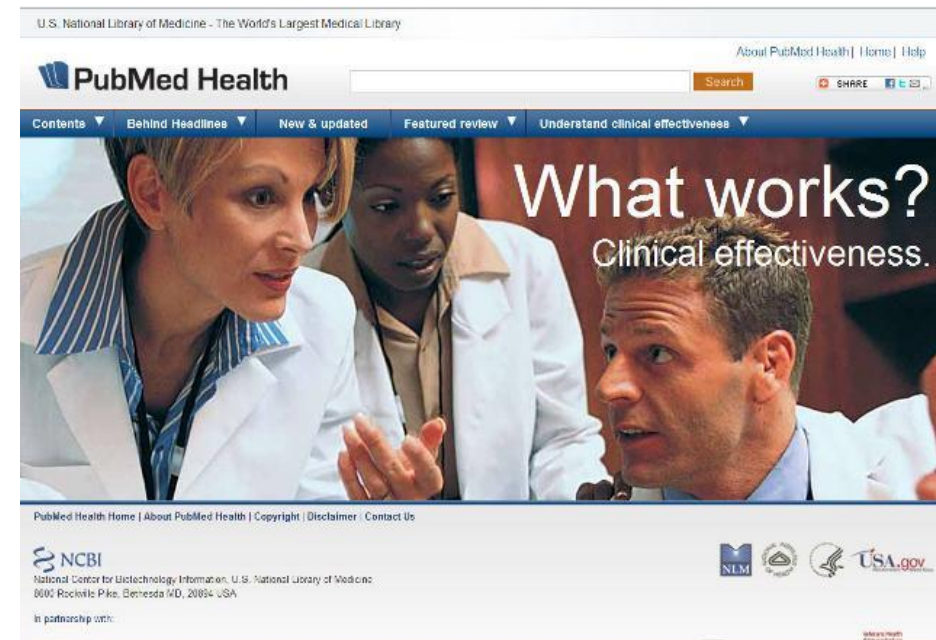 U.S. National Library of Medicine - The World's Largest Medical Library
About PubMed Health | Home | Help
PubMed Health
Search
SHARE
Contents Behind Headlines New & updated Featured review Understand clinical effectiveness
What works?
Clinical effectiveness.
PubMed Health Home | About PubMed Health | Copyright | Disclaimer | Contact Us
NCBI
National Center for Biotechnology Information, U.S. National Library of Medicine
8600 Rockville Pike, Bethesda MD, 20894 USA
NLM
USA.gov
In partnership with: